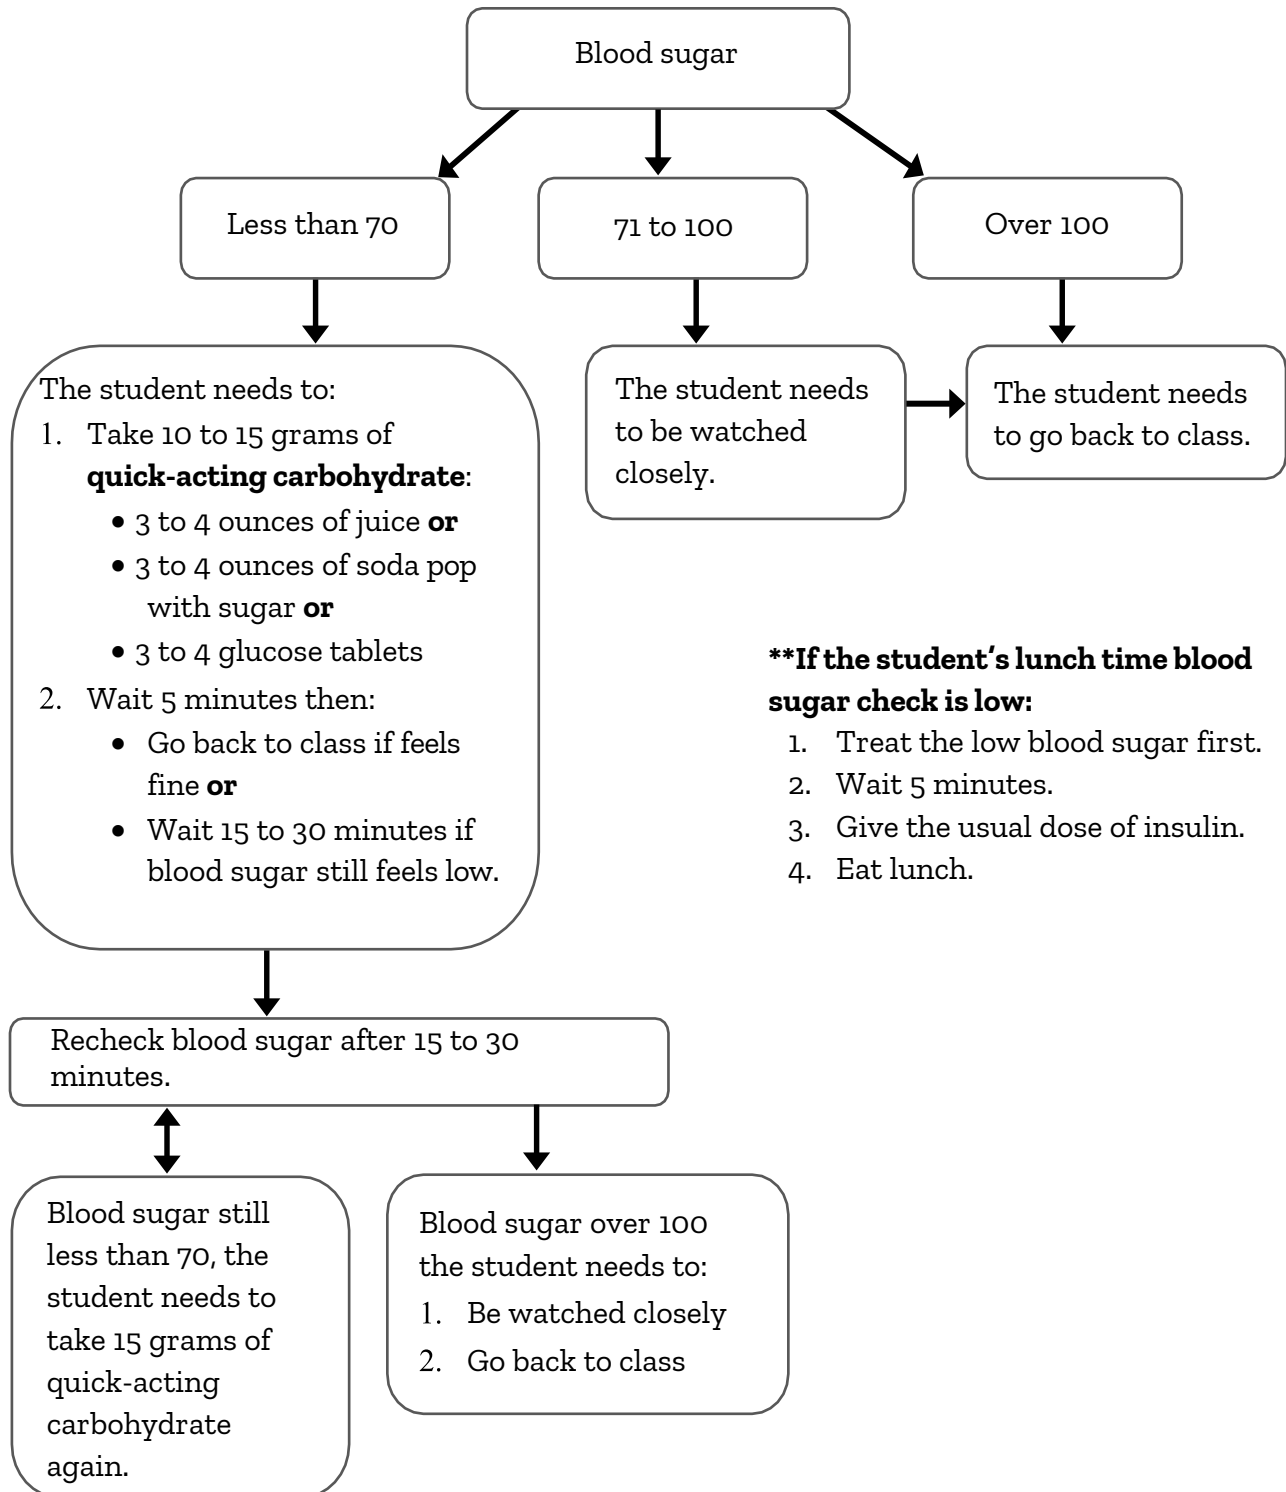 Blood sugar
Less than 70
71 to 100
Over 100
The student needs to:
1. Take 10 to 15 grams of
quick-acting carbohydrate:
• 3 to 4 ounces of juice or
• 3 to 4 ounces of soda pop
with sugar or
• 3 to 4 glucose tablets
2. Wait 5 minutes then:
• Go back to class if feels
fine or
• Wait 15 to 30 minutes if
blood sugar still feels low.
The student needs
to be watched
closely.
The student needs
to go back to class.
**If the student's lunch time blood
sugar check is low:
1. Treat the low blood sugar first.
2. Wait 5 minutes.
3. Give the usual dose of insulin.
4. Eat lunch.
Recheck blood sugar after 15 to 30
minutes.
Blood sugar still
less than 70, the
student needs to
take 15 grams of
quick-acting
carbohydrate
again.
Blood sugar over 100
the student needs to:
1. Be watched closely
2. Go back to class